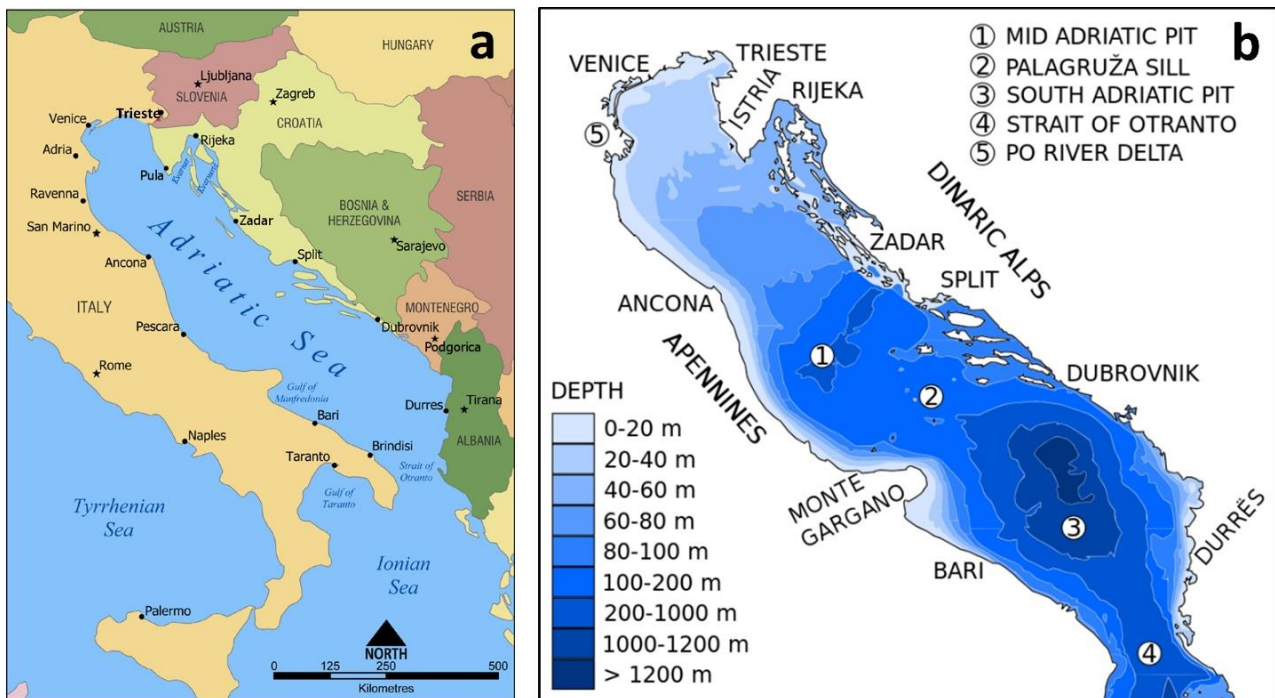 a
AUSTRIA
HUNGARY
Ljubljana
SLOVENIA
Zagreb
Trieste
CROATIA
Venice
Rijeka
Adria
Pula
Kvarner
SERBIA
Ravenna
BOSNIA &
HERZEGOVINA
San Marino
Zadar
Sarajevo
Adriatic Sea
Ancona
Split
ITALY
MONTENEGRO
Pescara
Dubrovnik
Podgorica
Rome
Gulf of
Manfredonia
Durres
Tirana
Bari
ALBANIA
Naples
Brindisi
Taranto
Strait of
Otranto
Gulf of
Taranto
Tyrrhenian
Sea
Ionian
Sea
Palermo
NORTH
0 125 250 500
Kilometres
b
1 MID ADRIATIC PIT
2 PALAGRUŽA SILL
3 SOUTH ADRIATIC PIT
4 STRAIT OF OTRANTO
5 PO RIVER DELTA
VENICE
TRIESTE
ISTRIA
RIJEKA
5
DINARIC ALPS
ZADAR
SPLIT
ANCONA
APENNINES
1
2
DUBROVNIK
DEPTH
0-20 m
20-40 m
40-60 m
60-80 m
80-100 m
100-200 m
200-1000 m
1000-1200 m
> 1200 m
MONTE
GARGANO
3
DURRËS
BARI
4